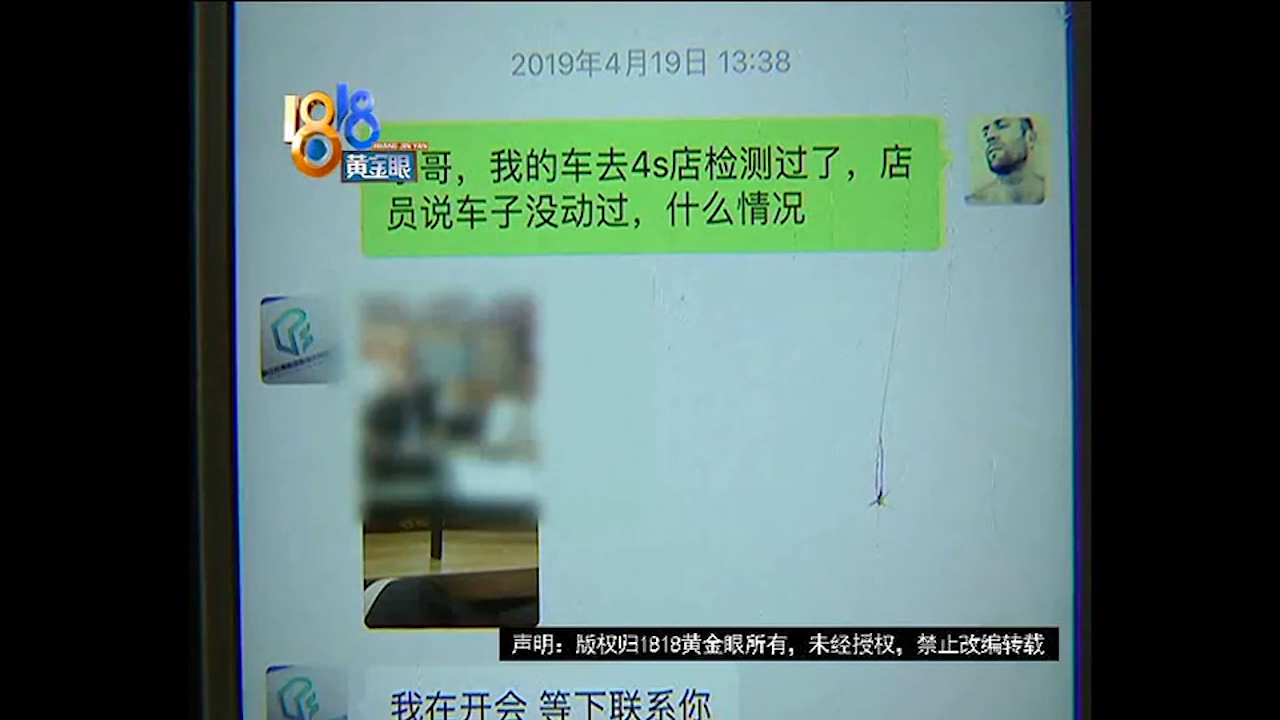 2019年4月19日 13:38
1818
HUANG JIN YAN
黄金眼
哥，我的车去4s店检测过了，店
员说车子没动过，什么情况
声明：版权归1818黄金眼所有，未经授权，禁止改编转载
我在开会 等下联系你